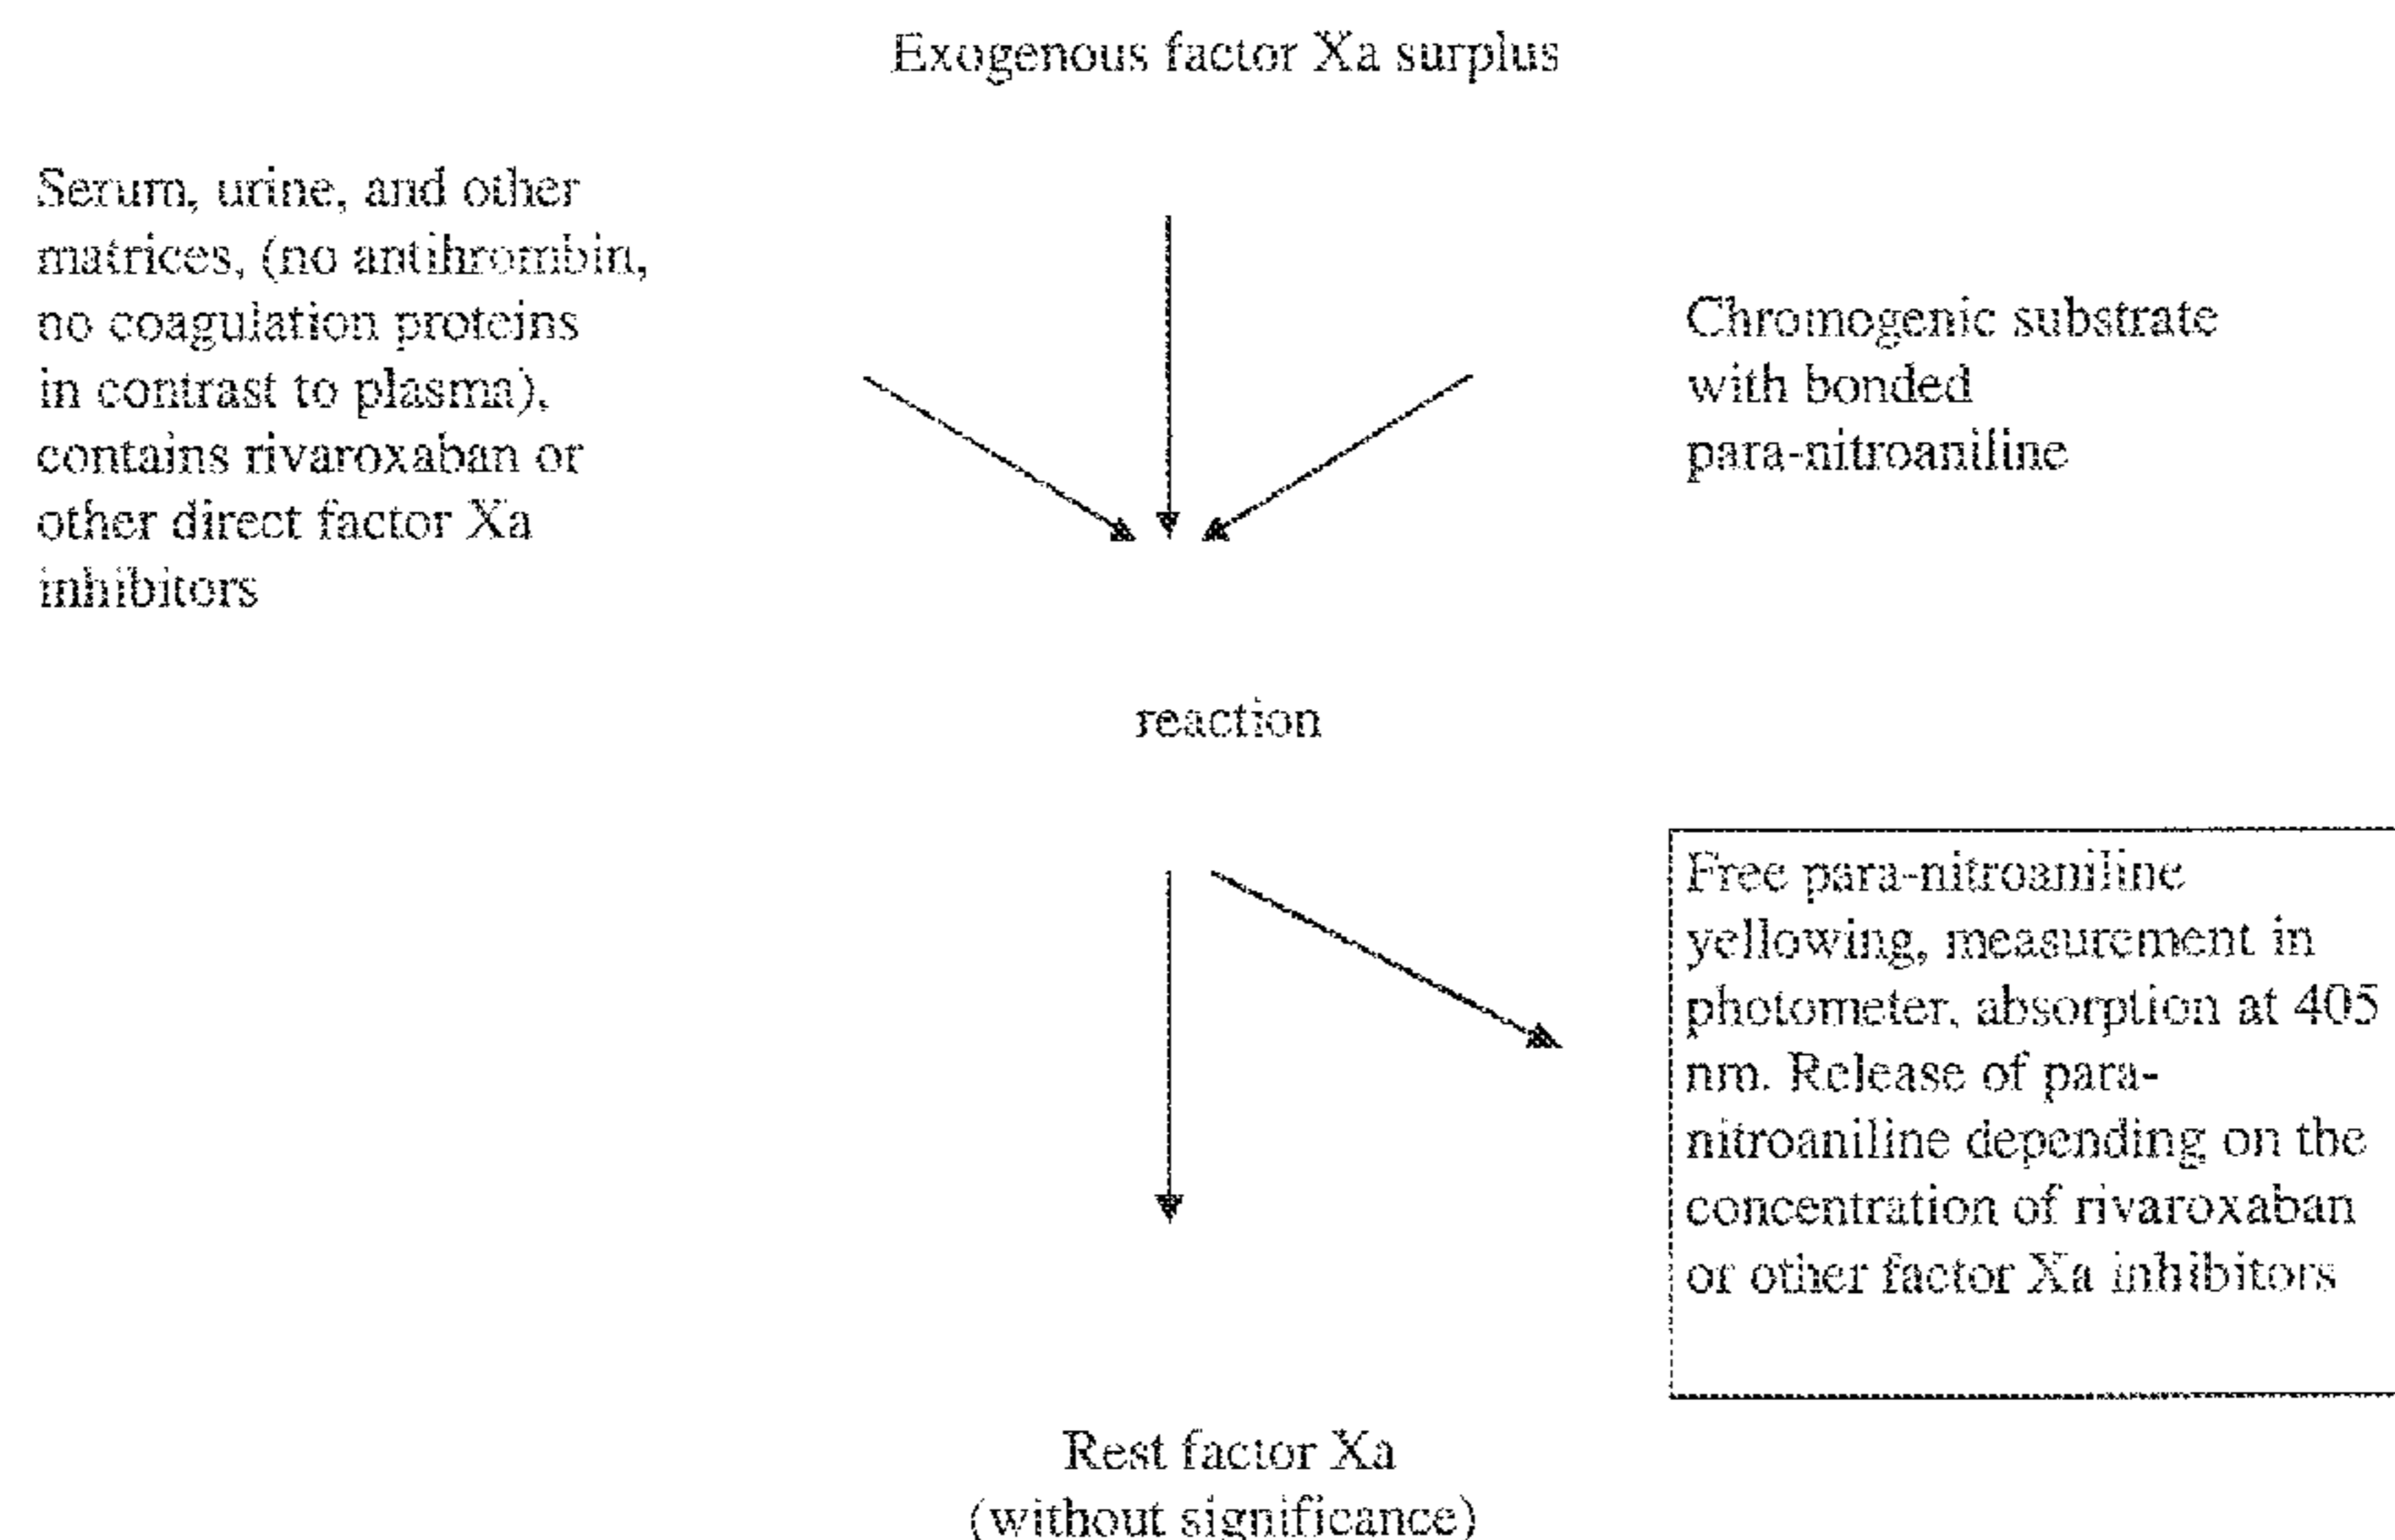 Exogenous factor Xa surplus
Serum, urine, and other
matrices, (no antihrombin,
no coagulation proteins
in contrast to plasma),
contains rivaroxaban or
other direct factor Xa
inhibitors
Chromogenic substrate
with bonded
para-nitroaniline
reaction
Free para-nitroaniline
yellowing, measurement in
photometer, absorption at 405
nm. Release of para-
nitroaniline depending on the
concentration of rivaroxaban
or other factor Xa inhibitors
Rest factor Xa
(without significance)